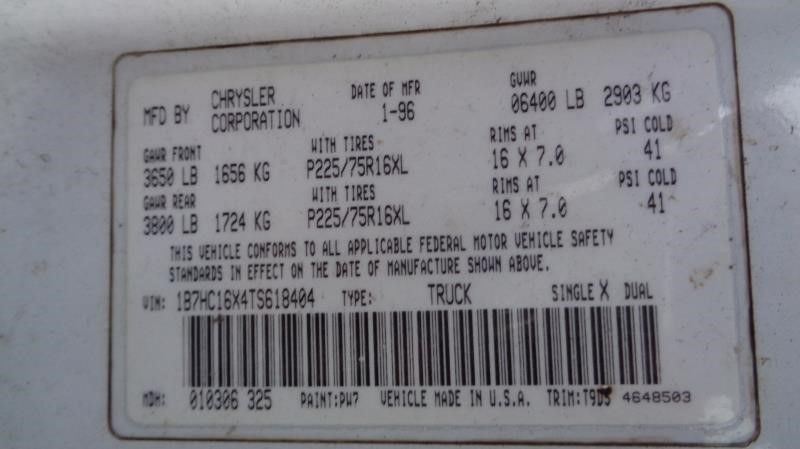 MFD BY CHRYSLER CORPORATION DATE OF MFR 1-96 GVWR 06400 LB 2903 KG
GAWR FRONT WITH TIRES RIMS AT PSI COLD
3650 LB 1656 KG P225/75R16XL 16 X 7.0 41
GAWR REAR WITH TIRES RIMS AT PSI COLD
3800 LB 1724 KG P225/75R16XL 16 X 7.0 41
THIS VEHICLE CONFORMS TO ALL APPLICABLE FEDERAL MOTOR VEHICLE SAFETY
STANDARDS IN EFFECT ON THE DATE OF MANUFACTURE SHOWN ABOVE.
VIN: 1B7HC16X4TS618404 TYPE: TRUCK SINGLE X DUAL
MDH: 010306 325 PAINT:PW7 VEHICLE MADE IN U.S.A. TRIM:T9D5 4648503